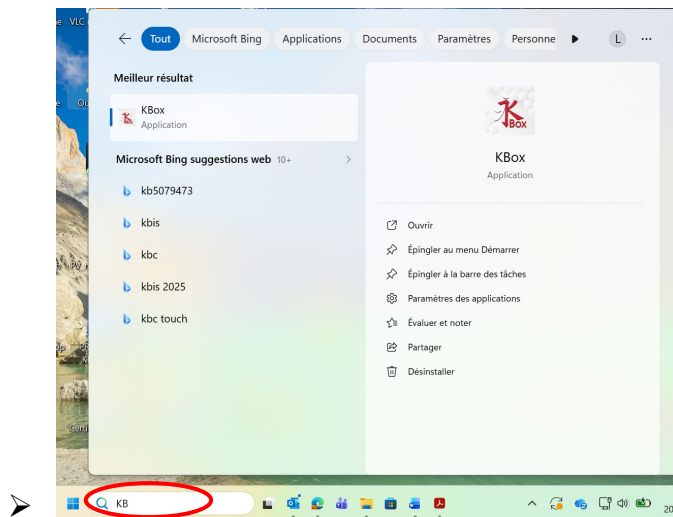 VLC
Tout Microsoft Bing Applications Documents Paramètres Personne L ...
Meilleur résultat
KBox
Application
Microsoft Bing suggestions web 10+
kb5079473
kbis
kbc
kbis 2025
kbc touch
Box
KBox
Application
Ouvrir
Épingler au menu Démarrer
Épingler à la barre des tâches
Paramètres des applications
Évaluer et noter
Partager
Désinstaller
KB
20